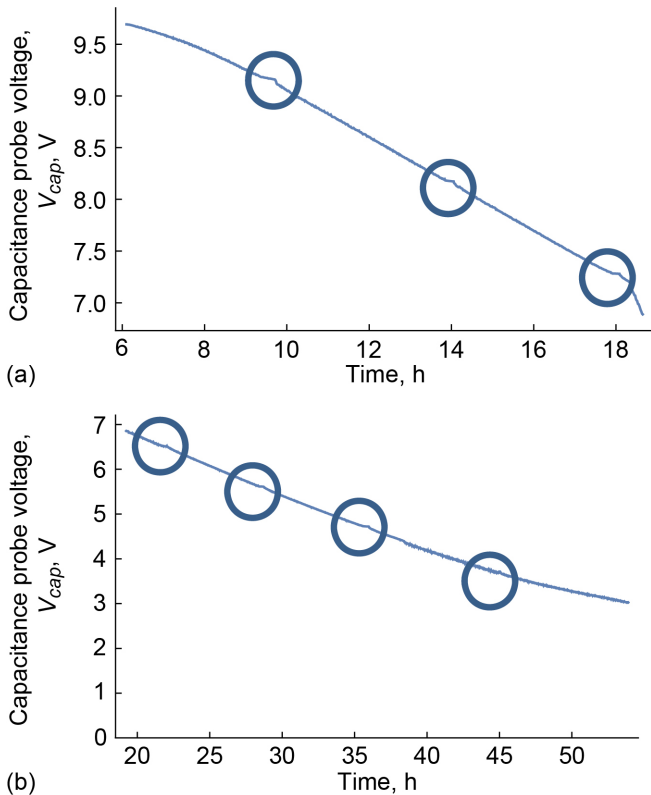 Capacitance probe voltage,
V_cap, V
9.5
9.0
8.5
8.0
7.5
7.0
6 8 10 12 14 16 18
Time, h
(a)
Capacitance probe voltage,
V_cap, V
7
6
5
4
3
2
1
0
20 25 30 35 40 45 50
Time, h
(b)